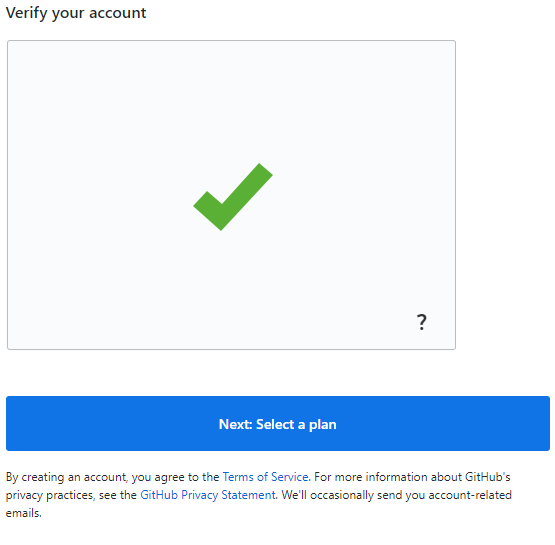 Verify your account
?
Next: Select a plan
By creating an account, you agree to the Terms of Service. For more information about GitHub's
privacy practices, see the GitHub Privacy Statement. We'll occasionally send you account-related
emails.